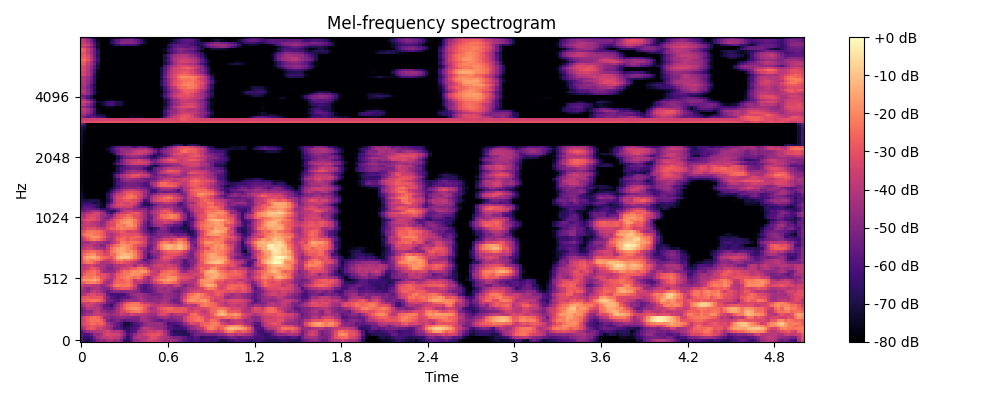 Mel-frequency spectrogram
+0 dB
-10 dB
-20 dB
-30 dB
-40 dB
-50 dB
-60 dB
-70 dB
-80 dB
Hz
4096
2048
1024
512
0
0 0.6 1.2 1.8 2.4 3 3.6 4.2 4.8
Time